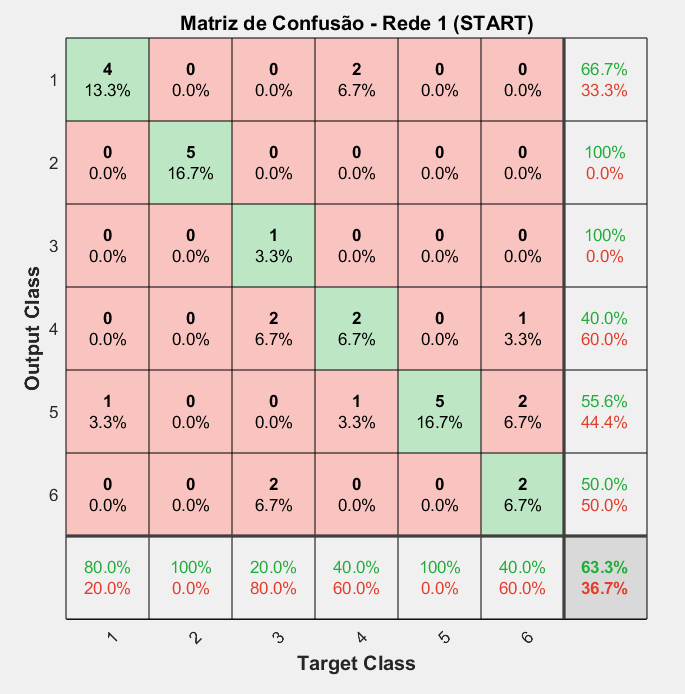 Matriz de Confusão - Rede 1 (START)
1
4 0 0 2 0 0 66.7%
13.3% 0.0% 0.0% 6.7% 0.0% 0.0% 33.3%
2
0 5 0 0 0 0 100%
0.0% 16.7% 0.0% 0.0% 0.0% 0.0% 0.0%
3
0 0 1 0 0 0 100%
0.0% 0.0% 3.3% 0.0% 0.0% 0.0% 0.0%
4
0 0 2 2 0 1 40.0%
0.0% 0.0% 6.7% 6.7% 0.0% 3.3% 60.0%
5
1 0 0 1 5 2 55.6%
3.3% 0.0% 0.0% 3.3% 16.7% 6.7% 44.4%
6
0 0 2 0 0 2 50.0%
0.0% 0.0% 6.7% 0.0% 0.0% 6.7% 50.0%
80.0% 100% 20.0% 40.0% 100% 40.0% 63.3%
20.0% 0.0% 80.0% 60.0% 0.0% 60.0% 36.7%
1 2 3 4 5 6
Target Class
Output Class